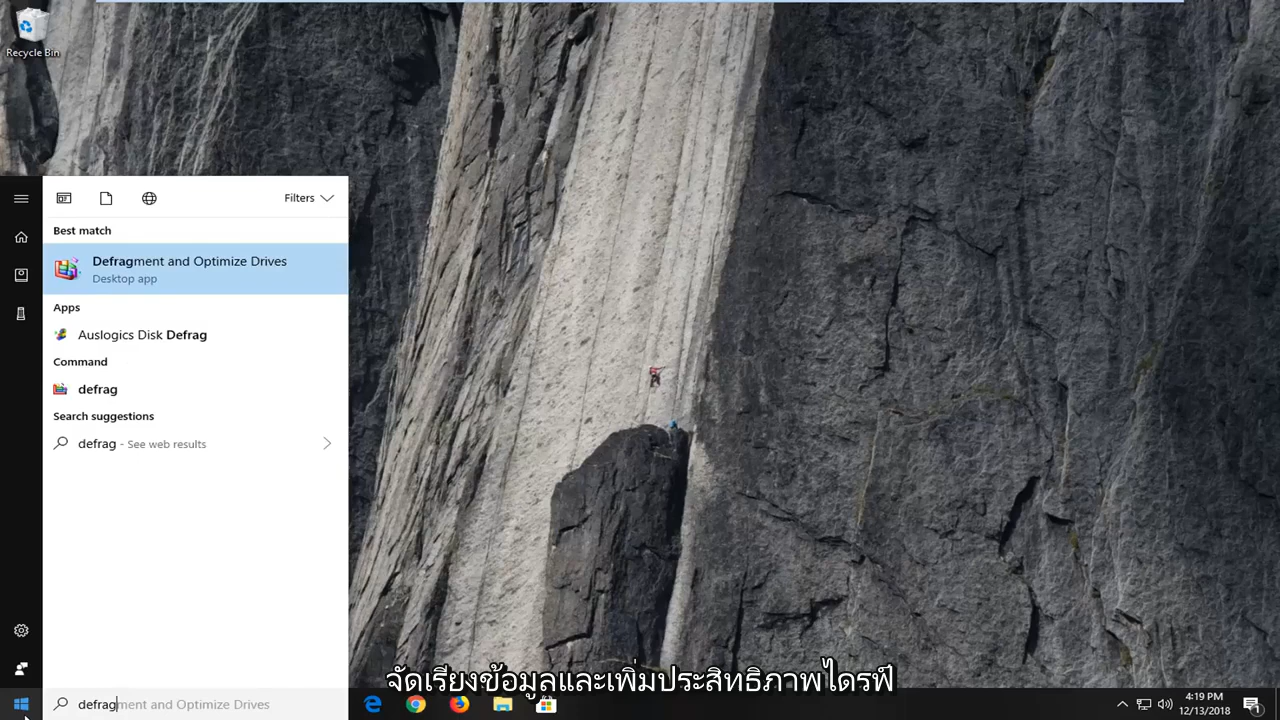 Recycle Bin
Filters
Best match
Defragment and Optimize Drives
Desktop app
Apps
Auslogics Disk Defrag
Command
defrag
Search suggestions
defrag - See web results
จัดเรียงข้อมูลและเพิ่มประสิทธิภาพไดรฟ์
defragment and Optimize Drives
4:19 PM
12/13/2018
1